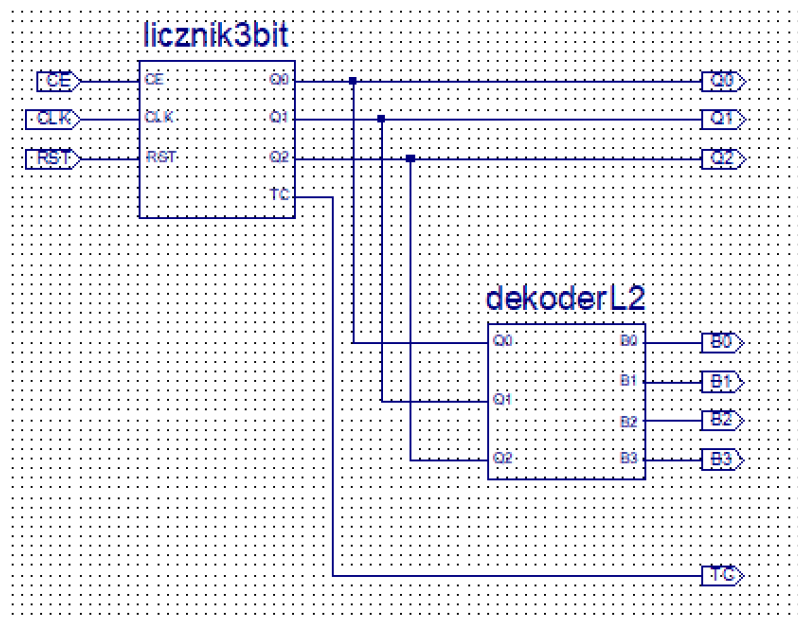 licznik3bit
CE CE Q0 Q0
CLK CLK Q1 Q1
RST RST Q2 Q2
TC
dekoderL2
Q0 B0 B0
B1 B1
Q1
B2 B2
Q2 B3 B3
TC